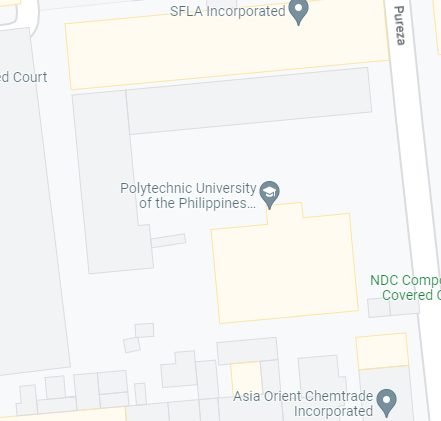 SFLA Incorporated
Pureza
ed Court
Polytechnic University
of the Philippines...
NDC Compo
Covered C
Asia Orient Chemtrade
Incorporated